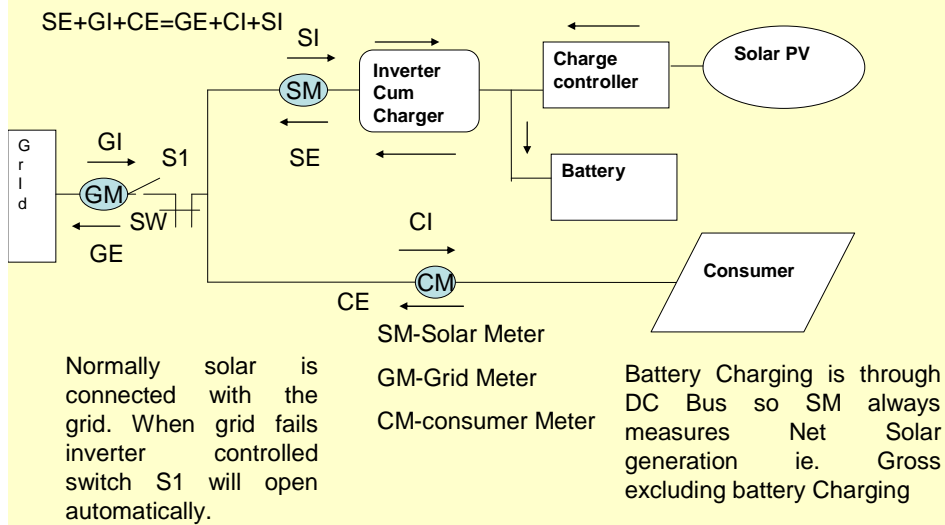 SE+GI+CE=GE+CI+SI
SI
SM
SE
Inverter
Cum
Charger
Charge
controller
Solar PV
Battery
G
r
I
d
GI
S1
GM
SW
GE
CI
CM
CE
Consumer
SM-Solar Meter
GM-Grid Meter
CM-consumer Meter
Normally solar is
connected with the
grid. When grid fails
inverter controlled
switch S1 will open
automatically.
Battery Charging is through
DC Bus so SM always
measures Net Solar
generation ie. Gross
excluding battery Charging